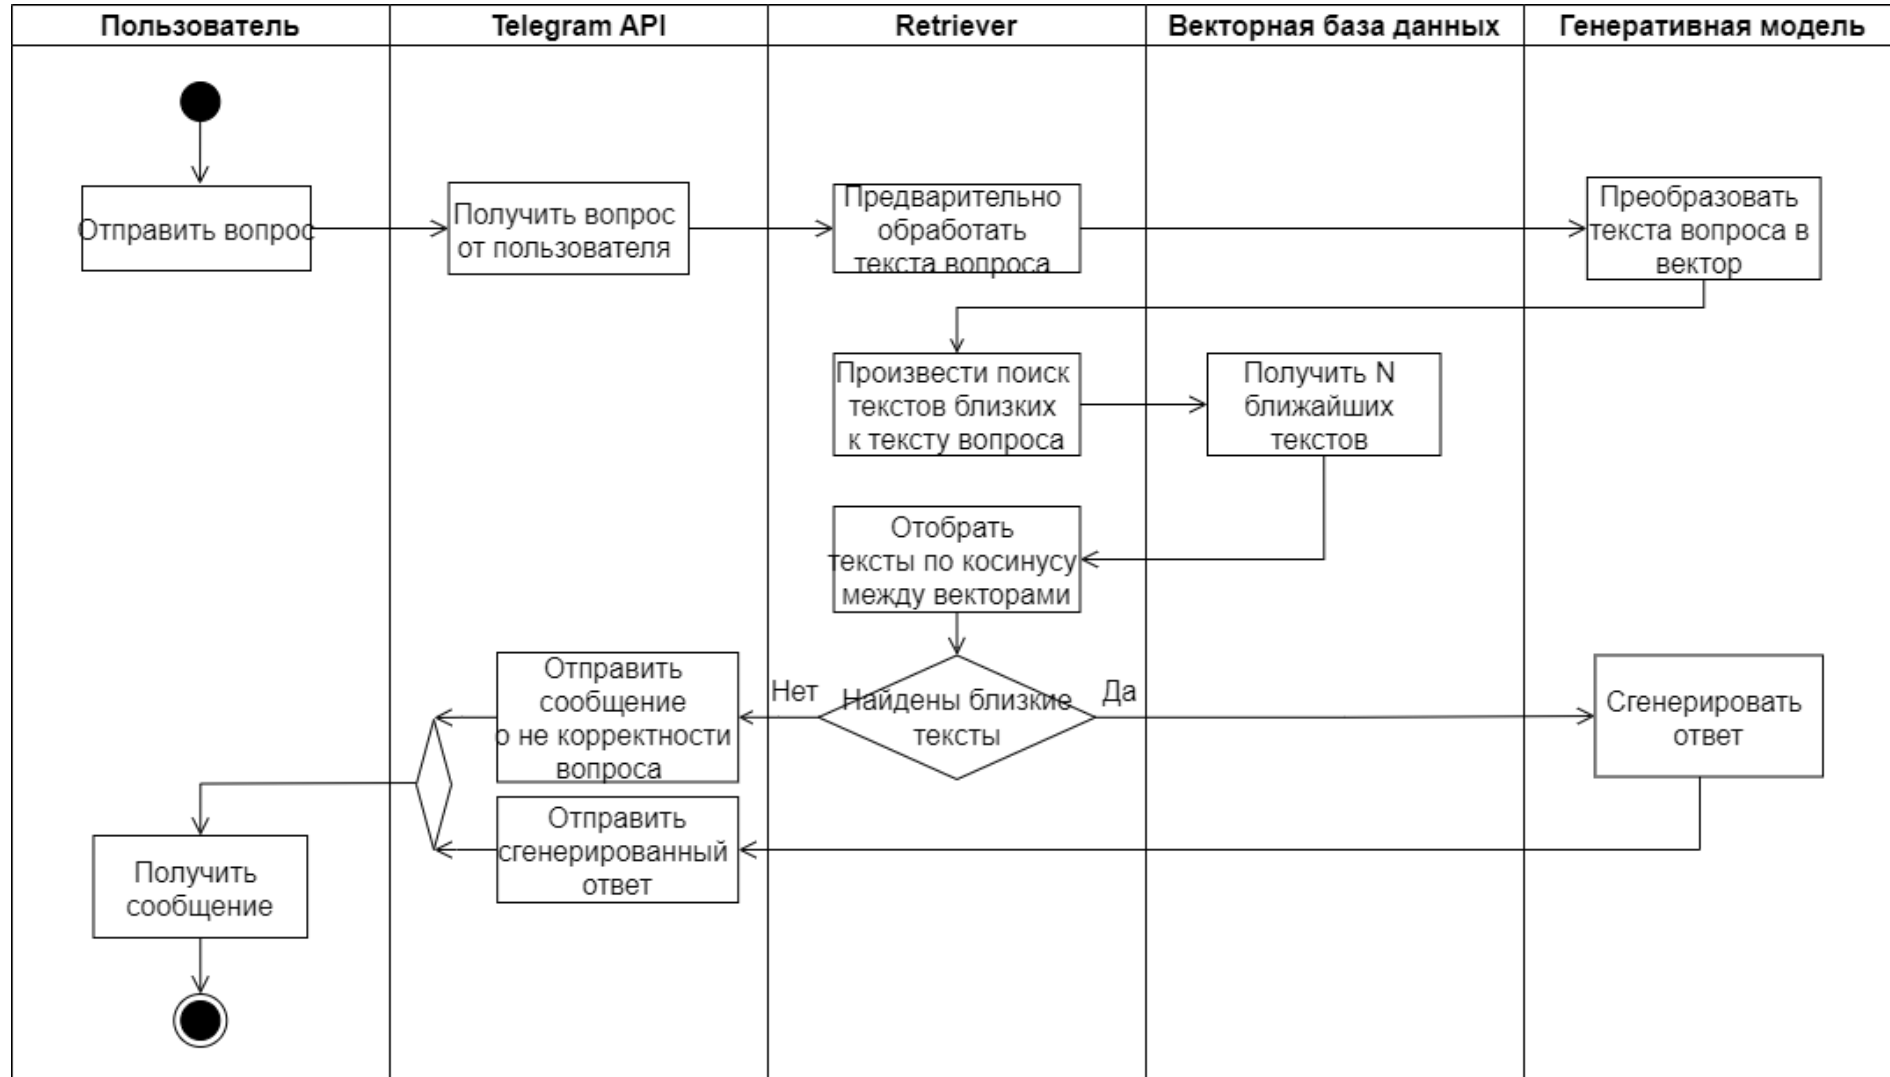 Пользователь
Telegram API
Retriever
Векторная база данных
Генеративная модель
Отправить вопрос
Получить вопрос
от пользователя
Предварительно
обработать
текста вопроса
Преобразовать
текста вопроса в
вектор
Произвести поиск
текстов близких
к тексту вопроса
Получить N
ближайших
текстов
Отобрать
тексты по косинусу
между векторами
Отправить
сообщение
о не корректности
вопроса
Нет
Найдены близкие
тексты
Да
Сгенерировать
ответ
Отправить
сгенерированный
ответ
Получить
сообщение